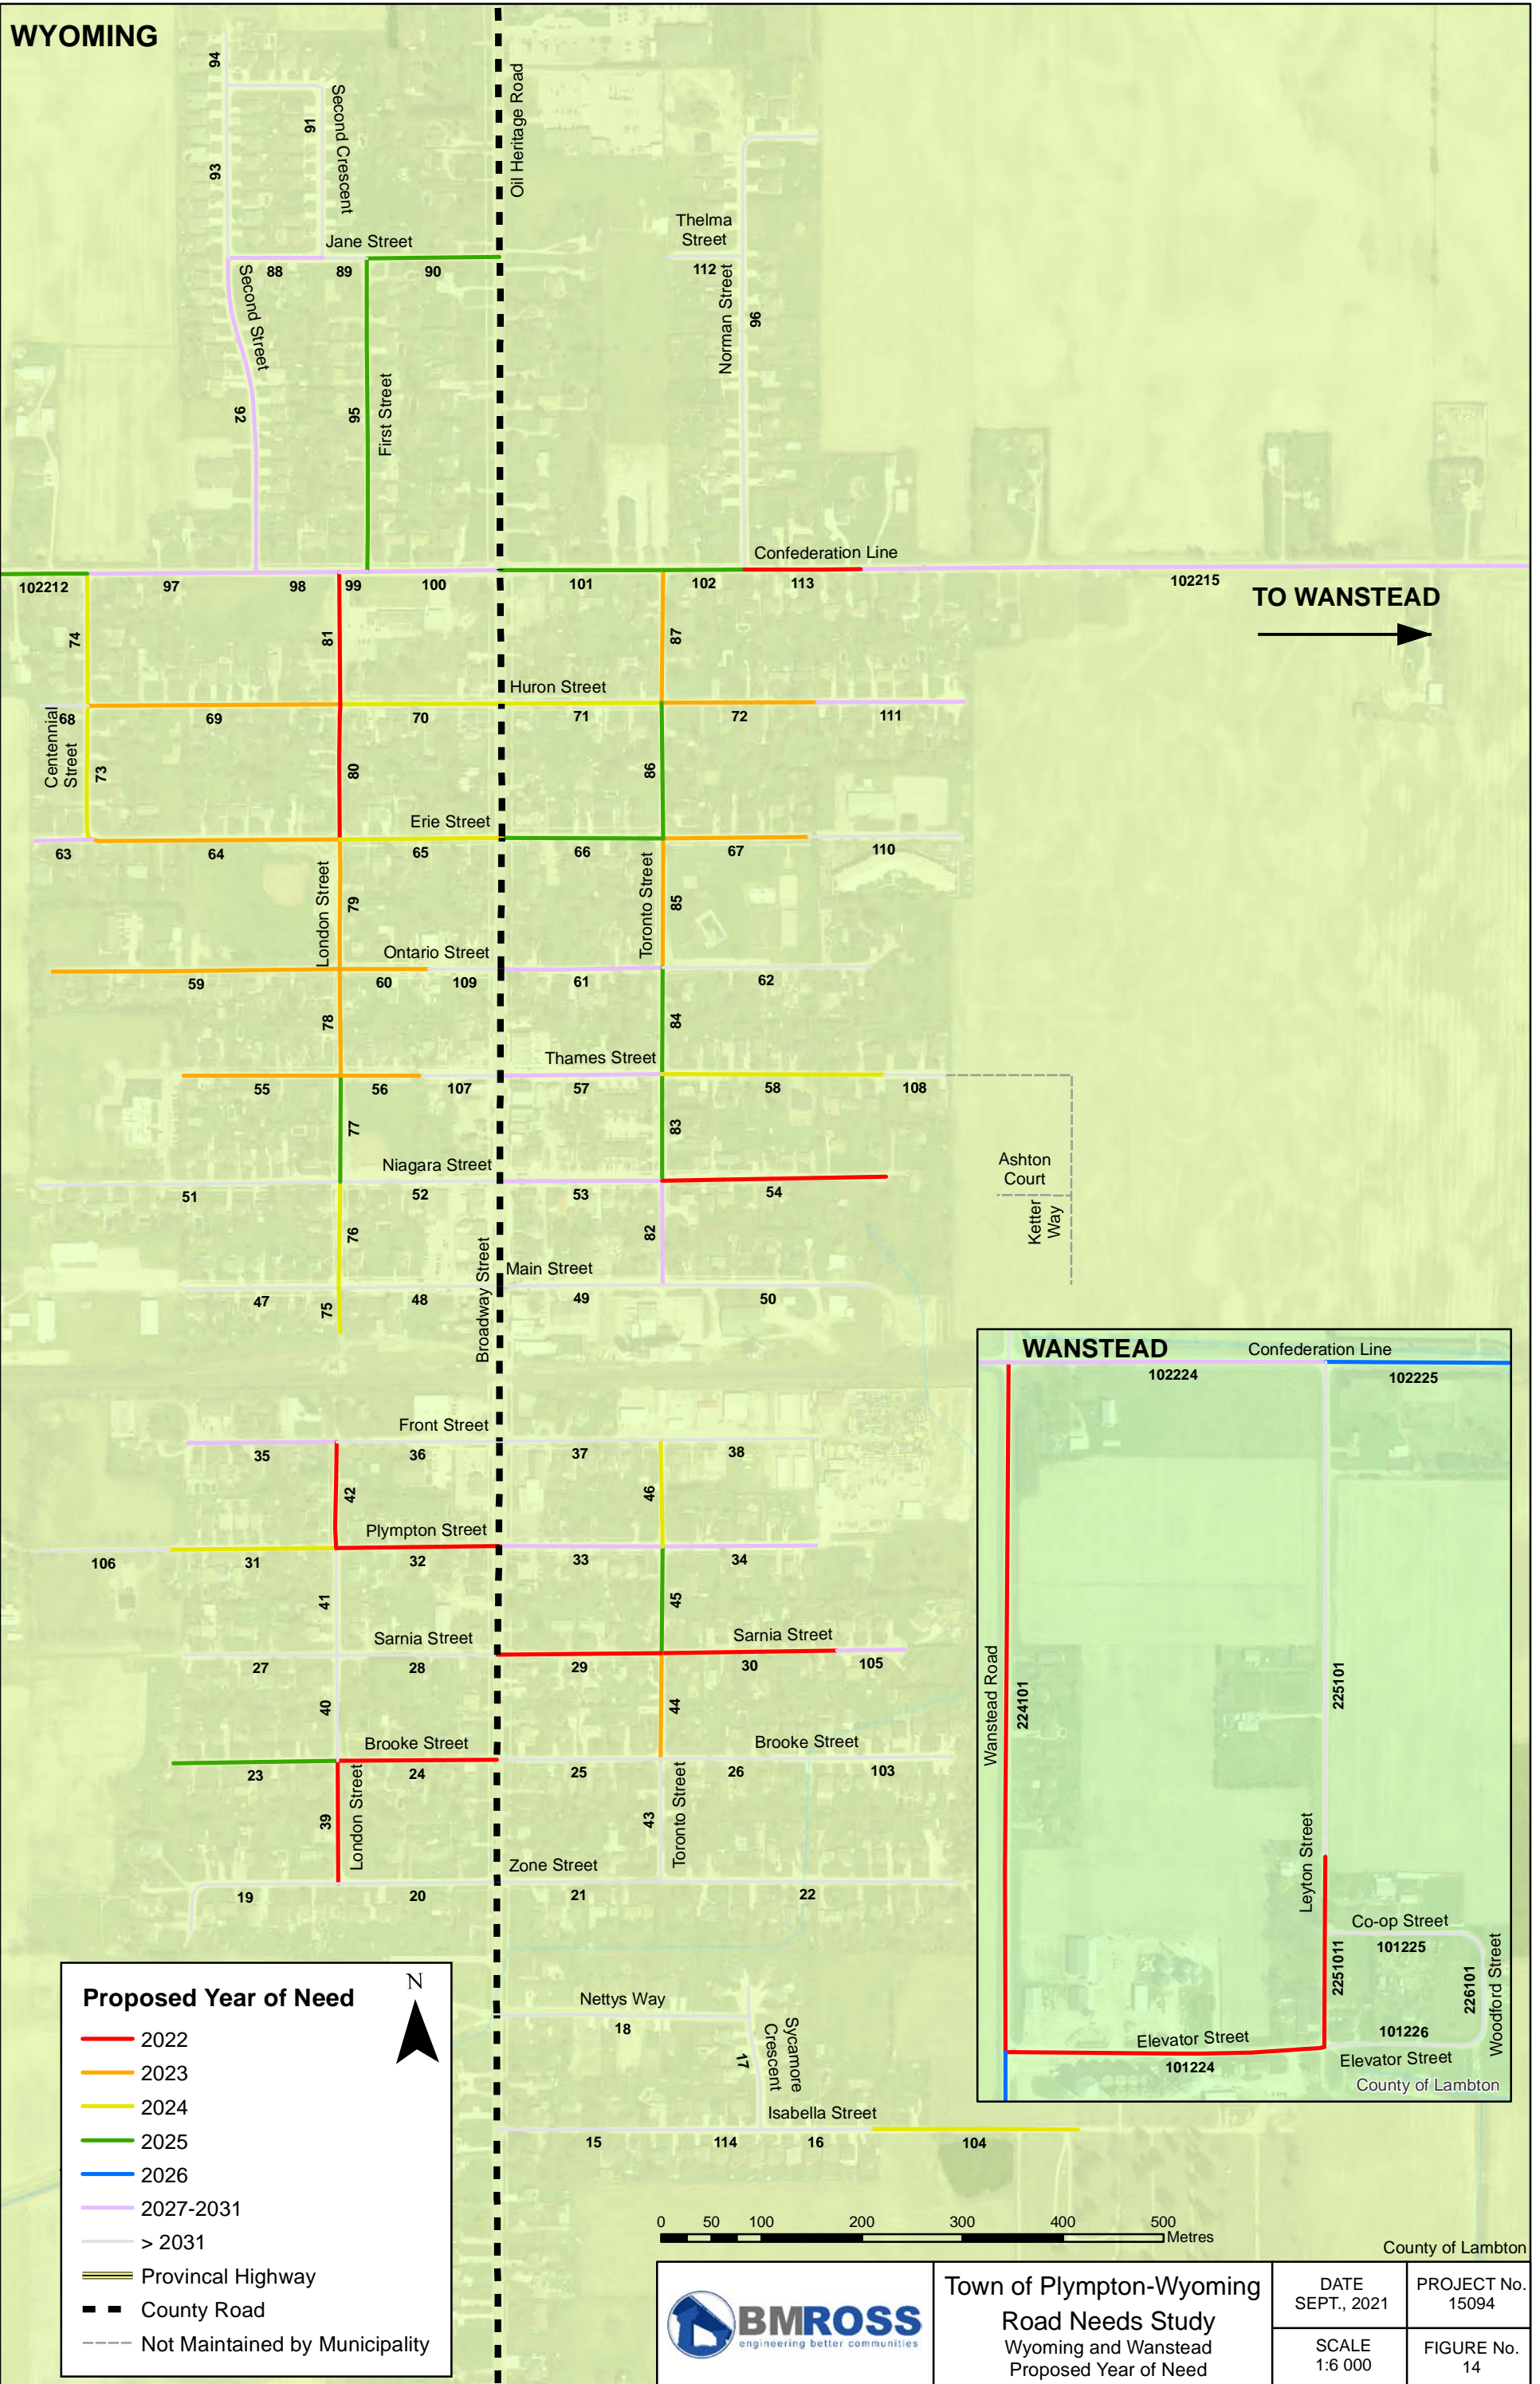 WYOMING
94
Second Crescent
91
93
Oil Heritage Road
Thelma
Street
Jane Street
88
89
90
112
Second Street
Norman Street
96
92
95
First Street
Confederation Line
102212
97
98
99
100
101
102
113
102215
TO WANSTEAD
74
81
87
Huron Street
68
69
70
71
72
111
Centennial
Street
73
80
86
Erie Street
63
64
65
66
67
110
London Street
79
Toronto Street
85
Ontario Street
59
60
109
61
62
78
84
Thames Street
55
56
107
57
58
108
77
83
Niagara Street
51
52
53
54
Ashton
Court
Ketter
Way
76
82
Broadway Street
Main Street
47
75
48
49
50
WANSTEAD
Confederation Line
102224
102225
Front Street
35
36
37
38
42
46
Plympton Street
106
31
32
33
34
41
45
Sarnia Street
Sarnia Street
27
28
29
30
105
40
44
Wanstead Road
224101
225101
Brooke Street
Brooke Street
23
24
25
26
103
39
London Street
43
Toronto Street
Zone Street
19
20
21
22
Leyton Street
Co-op Street
101225
2251011
226101
Woodford Street
Elevator Street
101224
101226
Elevator Street
County of Lambton
Nettys Way
18
17
Sycamore
Crescent
Isabella Street
15
114
16
104
Proposed Year of Need
N
2022
2023
2024
2025
2026
2027-2031
> 2031
Provincal Highway
County Road
Not Maintained by Municipality
0 50 100 200 300 400 500
Metres
County of Lambton
BMROSS
engineering better communities
Town of Plympton-Wyoming
Road Needs Study
Wyoming and Wanstead
Proposed Year of Need
DATE
SEPT., 2021
PROJECT No.
15094
SCALE
1:6 000
FIGURE No.
14